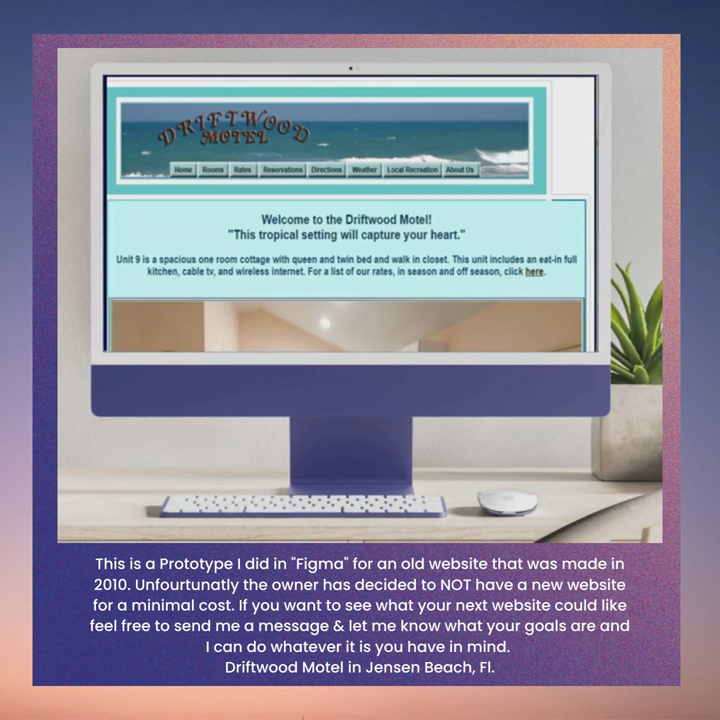 DRIFTWOOD
MOTEL
Home Rooms Rates Reservations Directions Weather Local Recreation About Us
Welcome to the Driftwood Motel!
"This tropical setting will capture your heart."
Unit 9 is a spacious one room cottage with queen and twin bed and walk in closet. This unit includes an eat-in full
kitchen, cable tv, and wireless internet. For a list of our rates, in season and off season, click here.
This is a Prototype I did in "Figma" for an old website that was made in
2010. Unfourtunatly the owner has decided to NOT have a new website
for a minimal cost. If you want to see what your next website could like
feel free to send me a message & let me know what your goals are and
I can do whatever it is you have in mind.
Driftwood Motel in Jensen Beach, Fl.